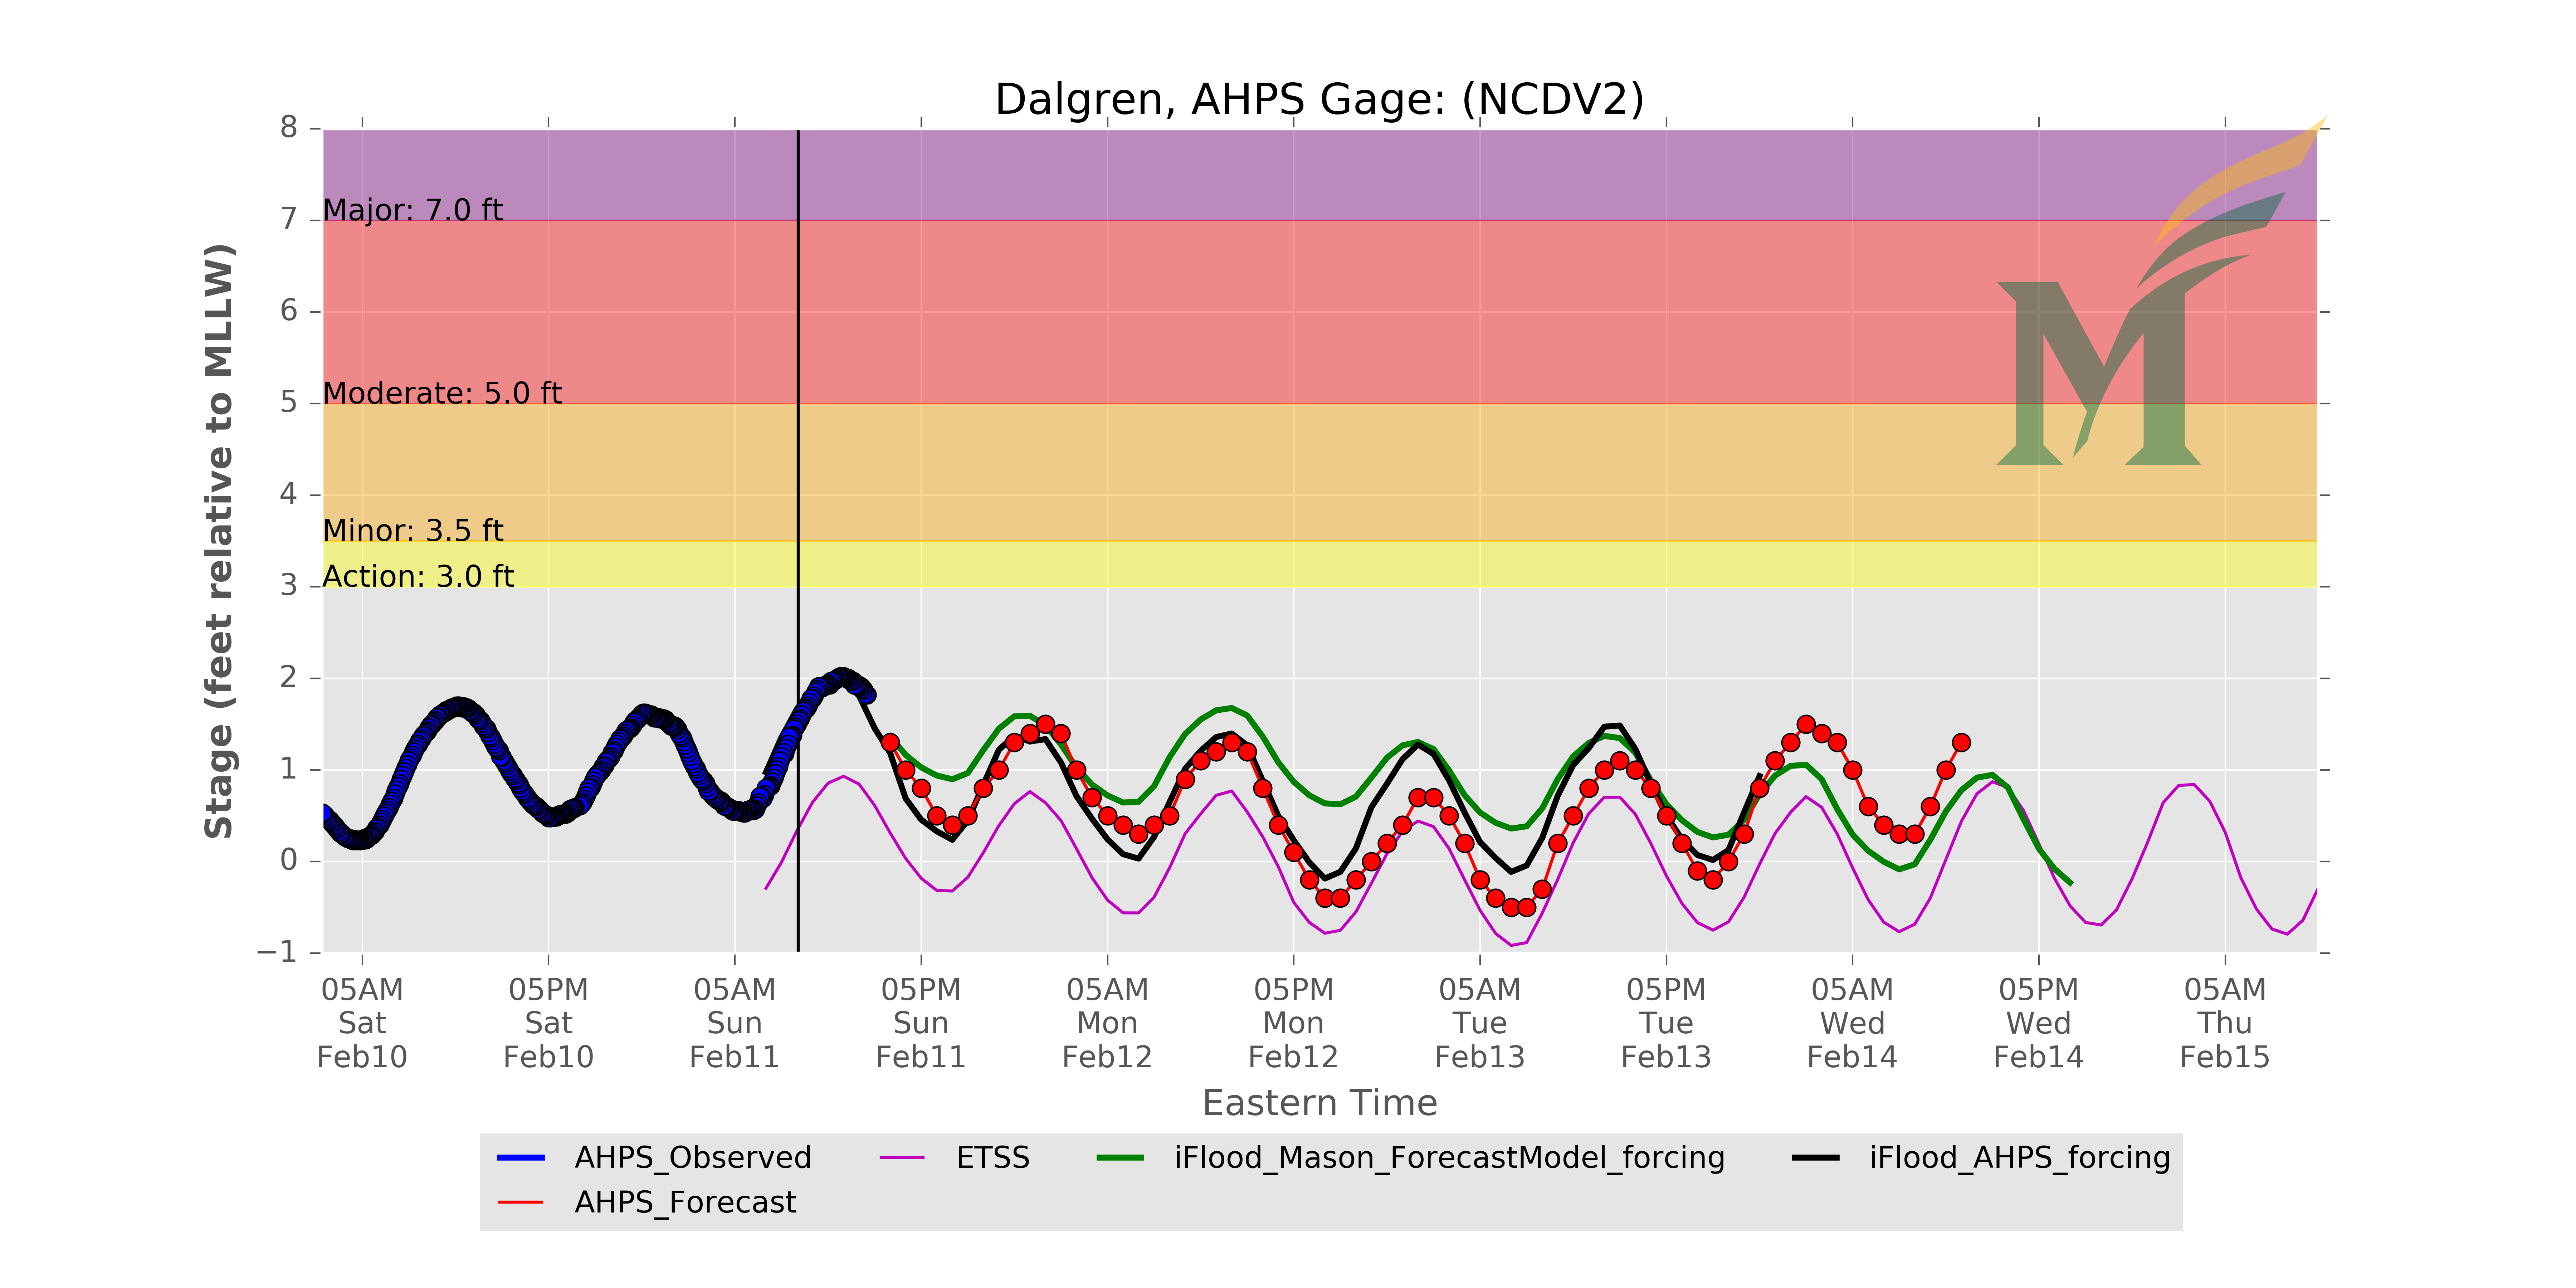 Dalgren, AHPS Gage: (NCDV2)
Stage (feet relative to MLLW)
8
7
6
5
4
3
2
1
0
−1
Major: 7.0 ft
Moderate: 5.0 ft
Minor: 3.5 ft
Action: 3.0 ft
M
05AM 05PM 05AM 05PM 05AM 05PM 05AM 05PM 05AM 05PM 05AM
Sat Sat Sun Sun Mon Mon Tue Tue Wed Wed Thu
Feb10 Feb10 Feb11 Feb11 Feb12 Feb12 Feb13 Feb13 Feb14 Feb14 Feb15
Eastern Time
AHPS_Observed ETSS iFlood_Mason_ForecastModel_forcing iFlood_AHPS_forcing
AHPS_Forecast